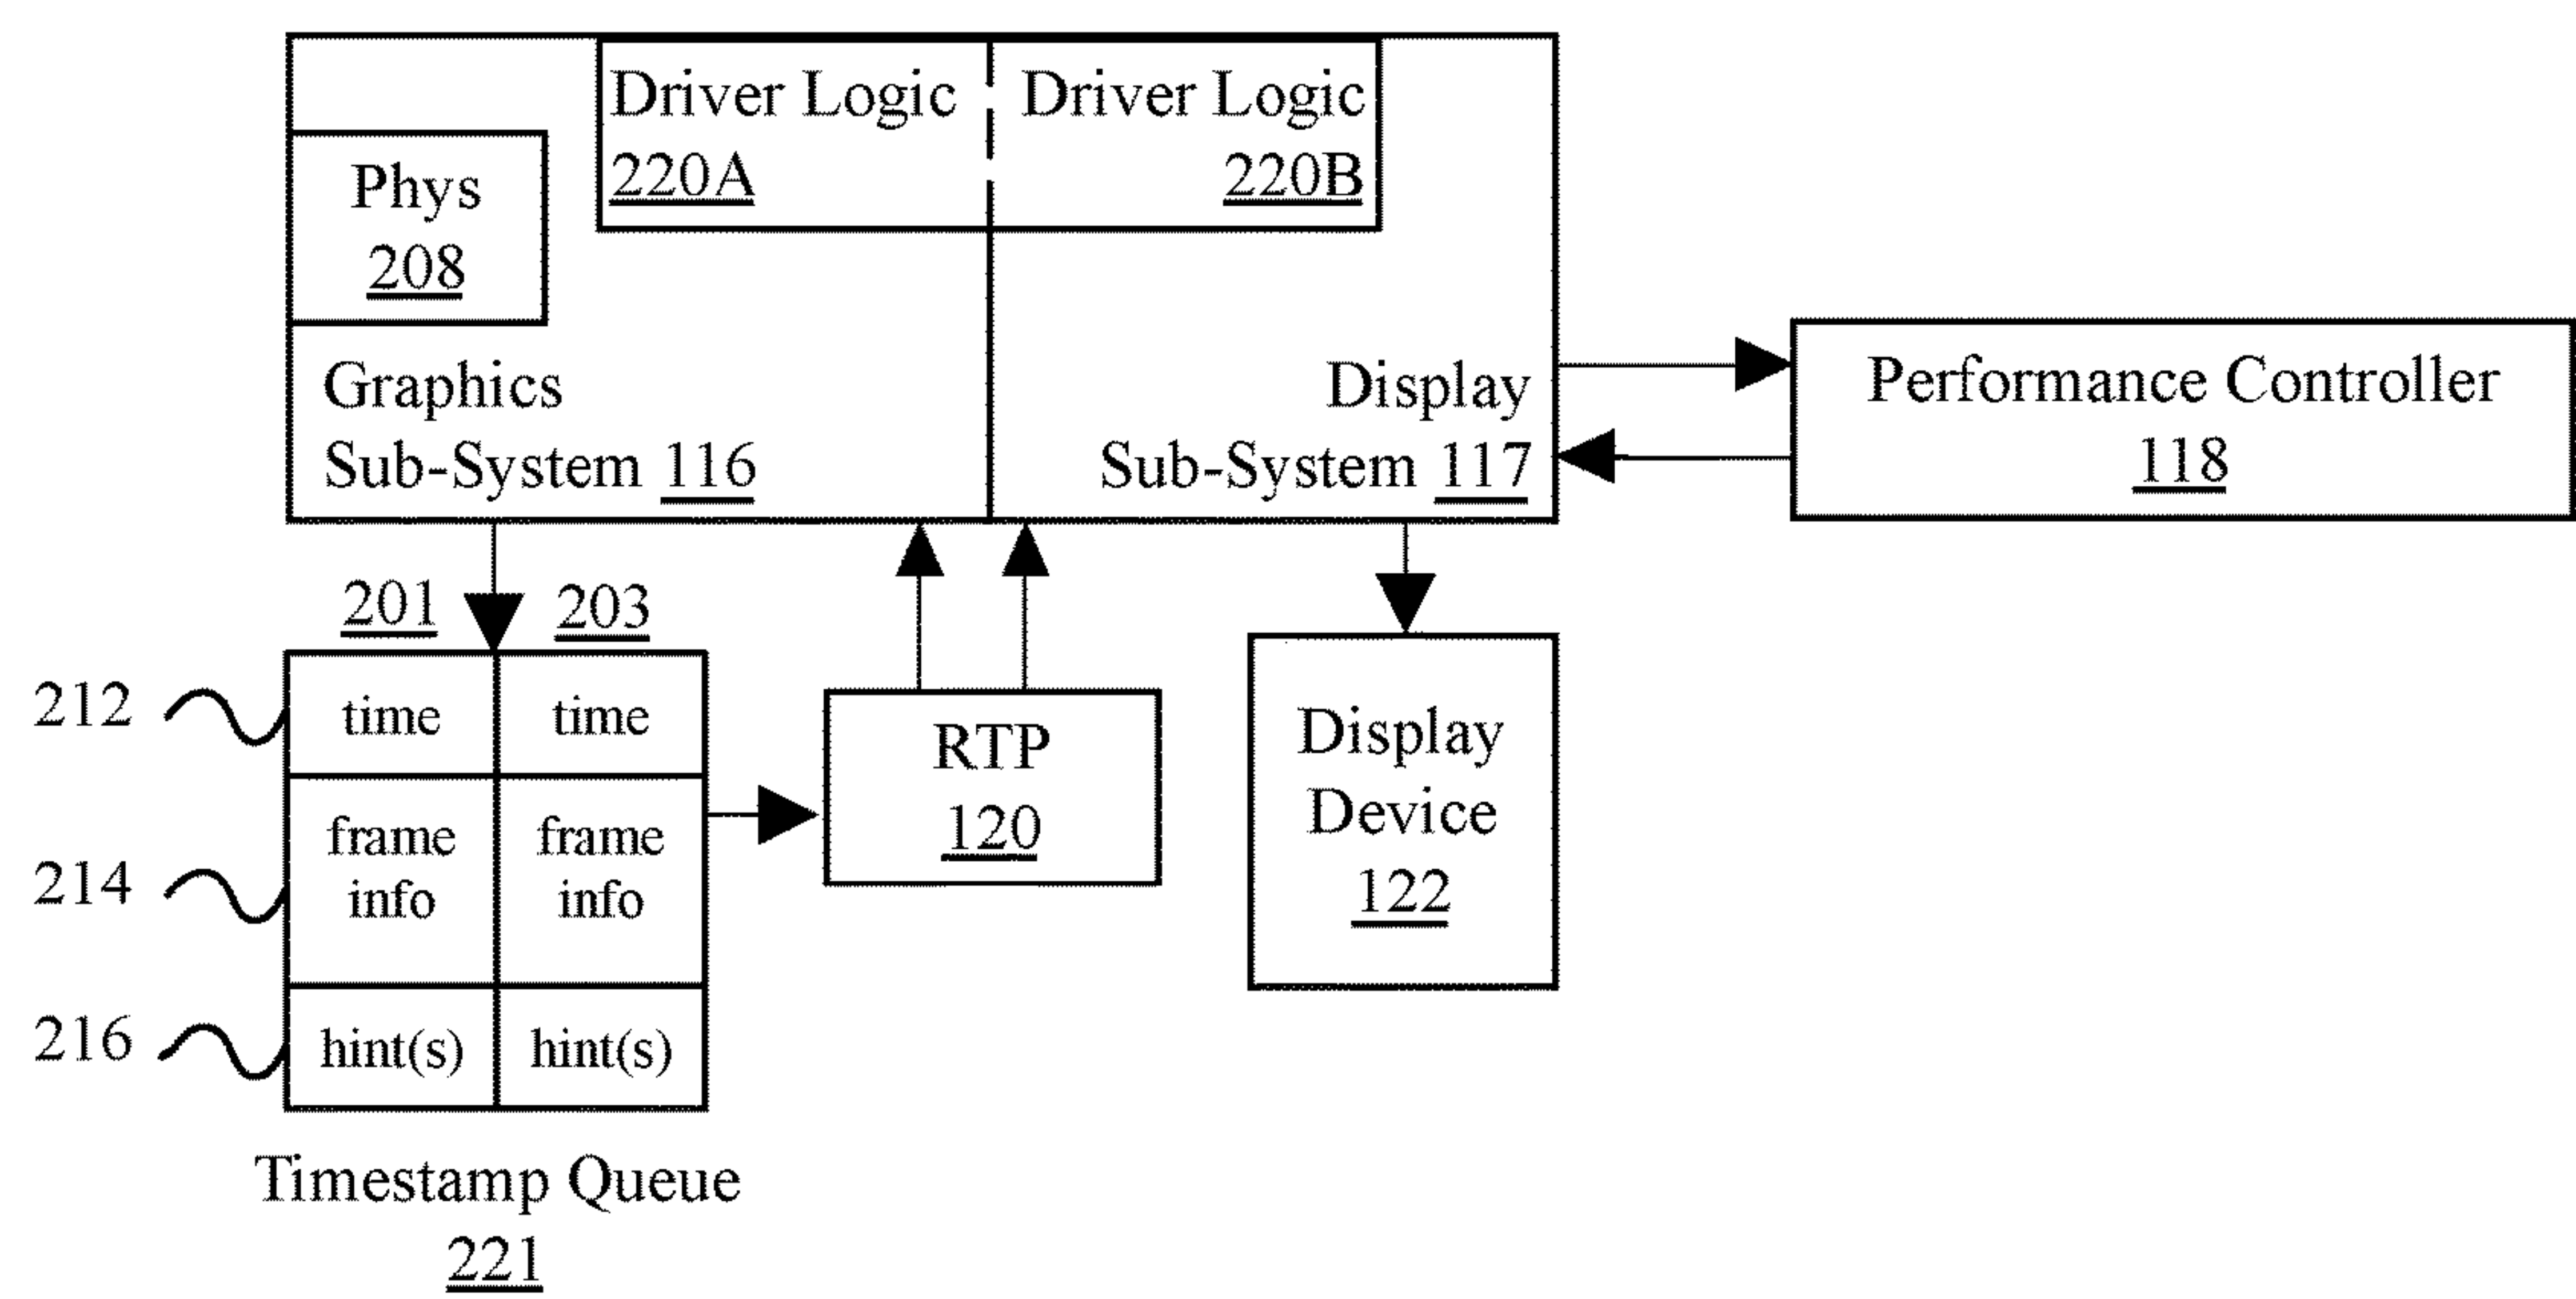 Driver Logic
220A
Driver Logic
220B
Phys
208
Graphics
Sub-System 116
Display
Sub-System 117
Performance Controller
118
201
203
212
time
time
214
frame
info
frame
info
216
hint(s)
hint(s)
Timestamp Queue
221
RTP
120
Display
Device
122